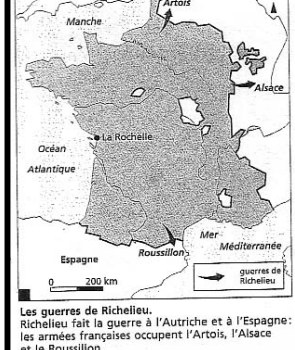 Artois
Manche
Alsace
La Rochelle
Océan
Atlantique
Mer
Méditerranée
Espagne
Roussillon
0 200 km
guerres de
Richelieu
Les guerres de Richelieu.
Richelieu fait la guerre à l'Autriche et à l'Espagne:
les armées françaises occupent l'Artois, l'Alsace
et le Roussillon